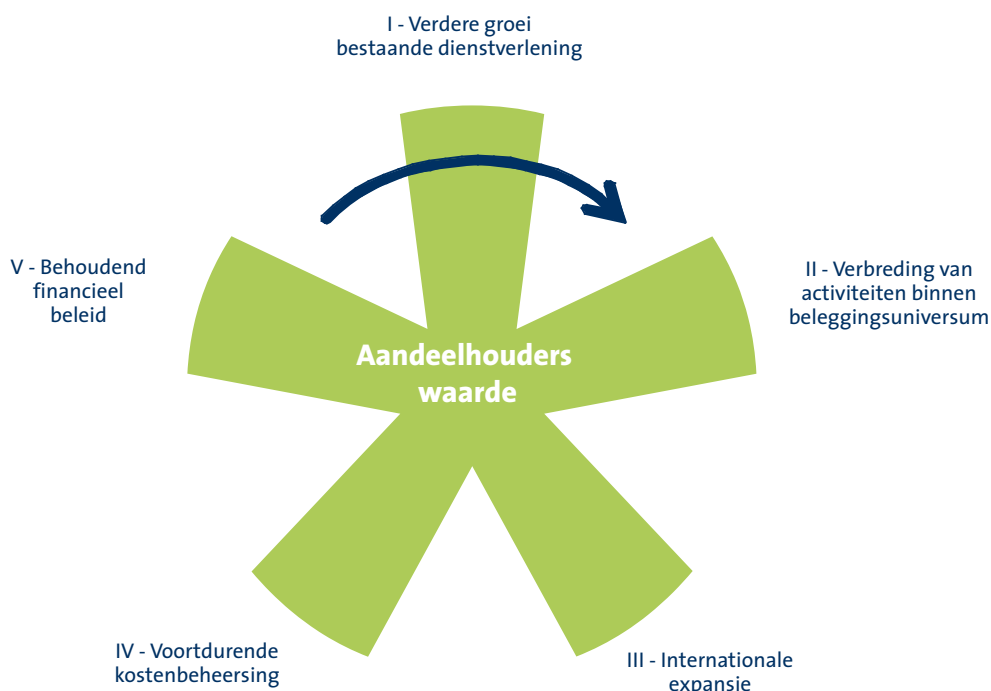 I - Verdere groei
bestaande dienstverlening
II - Verbreding van
activiteiten binnen
beleggingsuniversum
III - Internationale
expansie
IV - Voortdurende
kostenbeheersing
V - Behoudend
financieel
beleid
Aandeelhouders
waarde